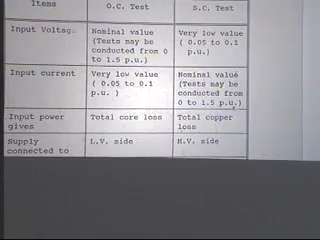 Items O.C. Test S.C. Test
Input Voltage Nominal value Very low value
(Tests may be ( 0.05 to 0.1
conducted from 0 p.u.)
to 1.5 p.u.)
Input current Very low value Nominal value
( 0.05 to 0.1 (Tests may be
p.u. ) conducted from
0 to 1.5 p.u.)
Input power Total core loss Total copper
gives loss
Supply L.V. side H.V. side
connected to